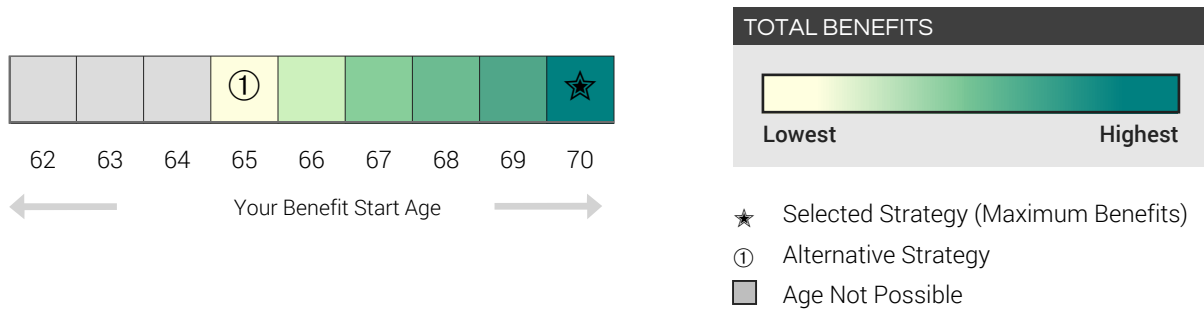 ①
62 63 64 65 66 67 68 69 70
Your Benefit Start Age
TOTAL BENEFITS
Lowest Highest
Selected Strategy (Maximum Benefits)
① Alternative Strategy
Age Not Possible